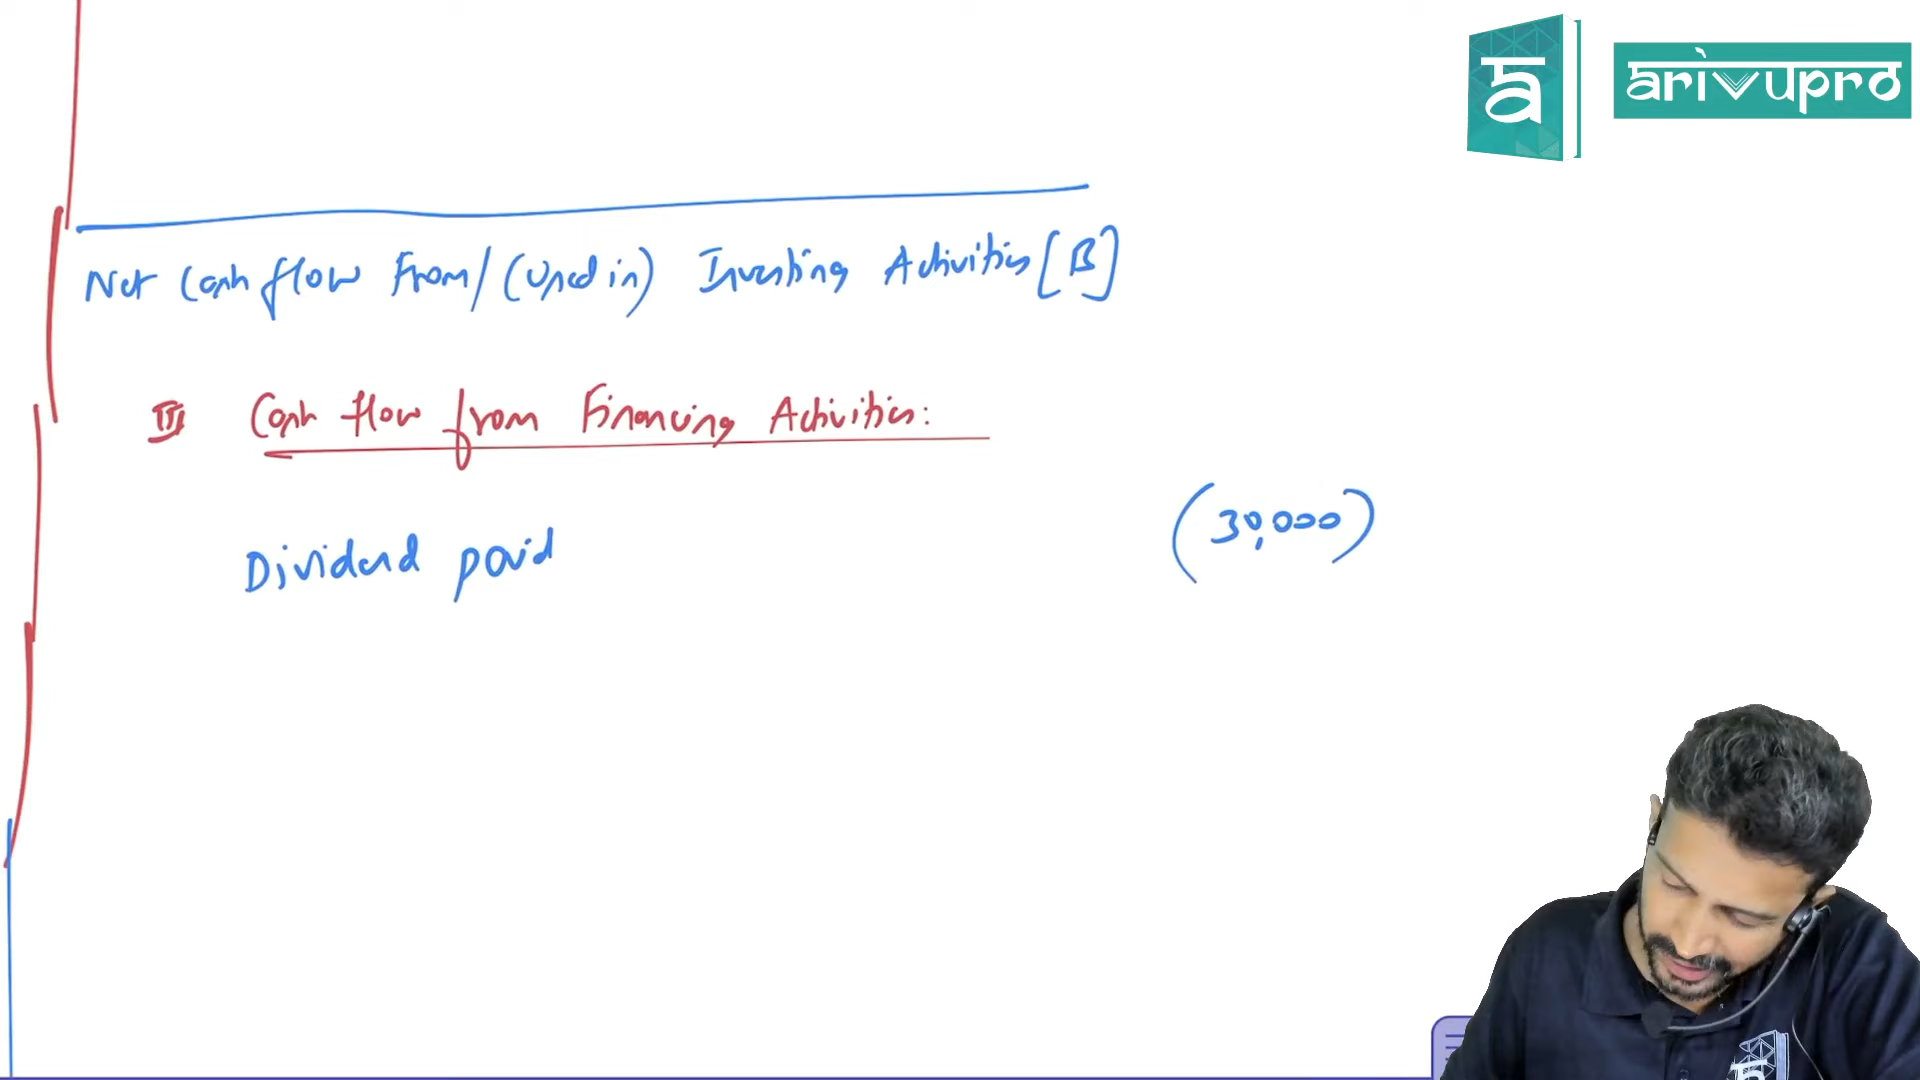 a
arivupro
Net Cash flow From/(Used in) Investing Activities [B]
III Cash flow from Financing Activities:
Dividend paid (30,000)